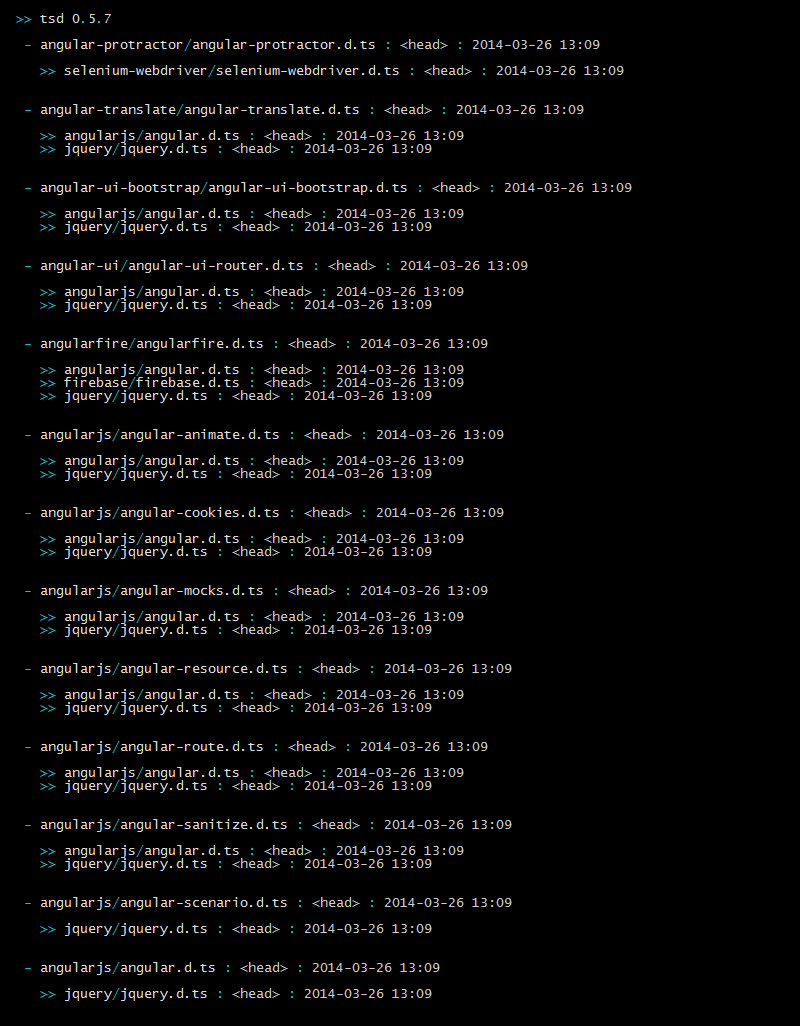 >> tsd 0.5.7
- angular-protractor/angular-protractor.d.ts : <head> : 2014-03-26 13:09
>> selenium-webdriver/selenium-webdriver.d.ts : <head> : 2014-03-26 13:09
- angular-translate/angular-translate.d.ts : <head> : 2014-03-26 13:09
>> angularjs/angular.d.ts : <head> : 2014-03-26 13:09
>> jquery/jquery.d.ts : <head> : 2014-03-26 13:09
- angular-ui-bootstrap/angular-ui-bootstrap.d.ts : <head> : 2014-03-26 13:09
>> angularjs/angular.d.ts : <head> : 2014-03-26 13:09
>> jquery/jquery.d.ts : <head> : 2014-03-26 13:09
- angular-ui/angular-ui-router.d.ts : <head> : 2014-03-26 13:09
>> angularjs/angular.d.ts : <head> : 2014-03-26 13:09
>> jquery/jquery.d.ts : <head> : 2014-03-26 13:09
- angularfire/angularfire.d.ts : <head> : 2014-03-26 13:09
>> angularjs/angular.d.ts : <head> : 2014-03-26 13:09
>> firebase/firebase.d.ts : <head> : 2014-03-26 13:09
>> jquery/jquery.d.ts : <head> : 2014-03-26 13:09
- angularjs/angular-animate.d.ts : <head> : 2014-03-26 13:09
>> angularjs/angular.d.ts : <head> : 2014-03-26 13:09
>> jquery/jquery.d.ts : <head> : 2014-03-26 13:09
- angularjs/angular-cookies.d.ts : <head> : 2014-03-26 13:09
>> angularjs/angular.d.ts : <head> : 2014-03-26 13:09
>> jquery/jquery.d.ts : <head> : 2014-03-26 13:09
- angularjs/angular-mocks.d.ts : <head> : 2014-03-26 13:09
>> angularjs/angular.d.ts : <head> : 2014-03-26 13:09
>> jquery/jquery.d.ts : <head> : 2014-03-26 13:09
- angularjs/angular-resource.d.ts : <head> : 2014-03-26 13:09
>> angularjs/angular.d.ts : <head> : 2014-03-26 13:09
>> jquery/jquery.d.ts : <head> : 2014-03-26 13:09
- angularjs/angular-route.d.ts : <head> : 2014-03-26 13:09
>> angularjs/angular.d.ts : <head> : 2014-03-26 13:09
>> jquery/jquery.d.ts : <head> : 2014-03-26 13:09
- angularjs/angular-sanitize.d.ts : <head> : 2014-03-26 13:09
>> angularjs/angular.d.ts : <head> : 2014-03-26 13:09
>> jquery/jquery.d.ts : <head> : 2014-03-26 13:09
- angularjs/angular-scenario.d.ts : <head> : 2014-03-26 13:09
>> jquery/jquery.d.ts : <head> : 2014-03-26 13:09
- angularjs/angular.d.ts : <head> : 2014-03-26 13:09
>> jquery/jquery.d.ts : <head> : 2014-03-26 13:09